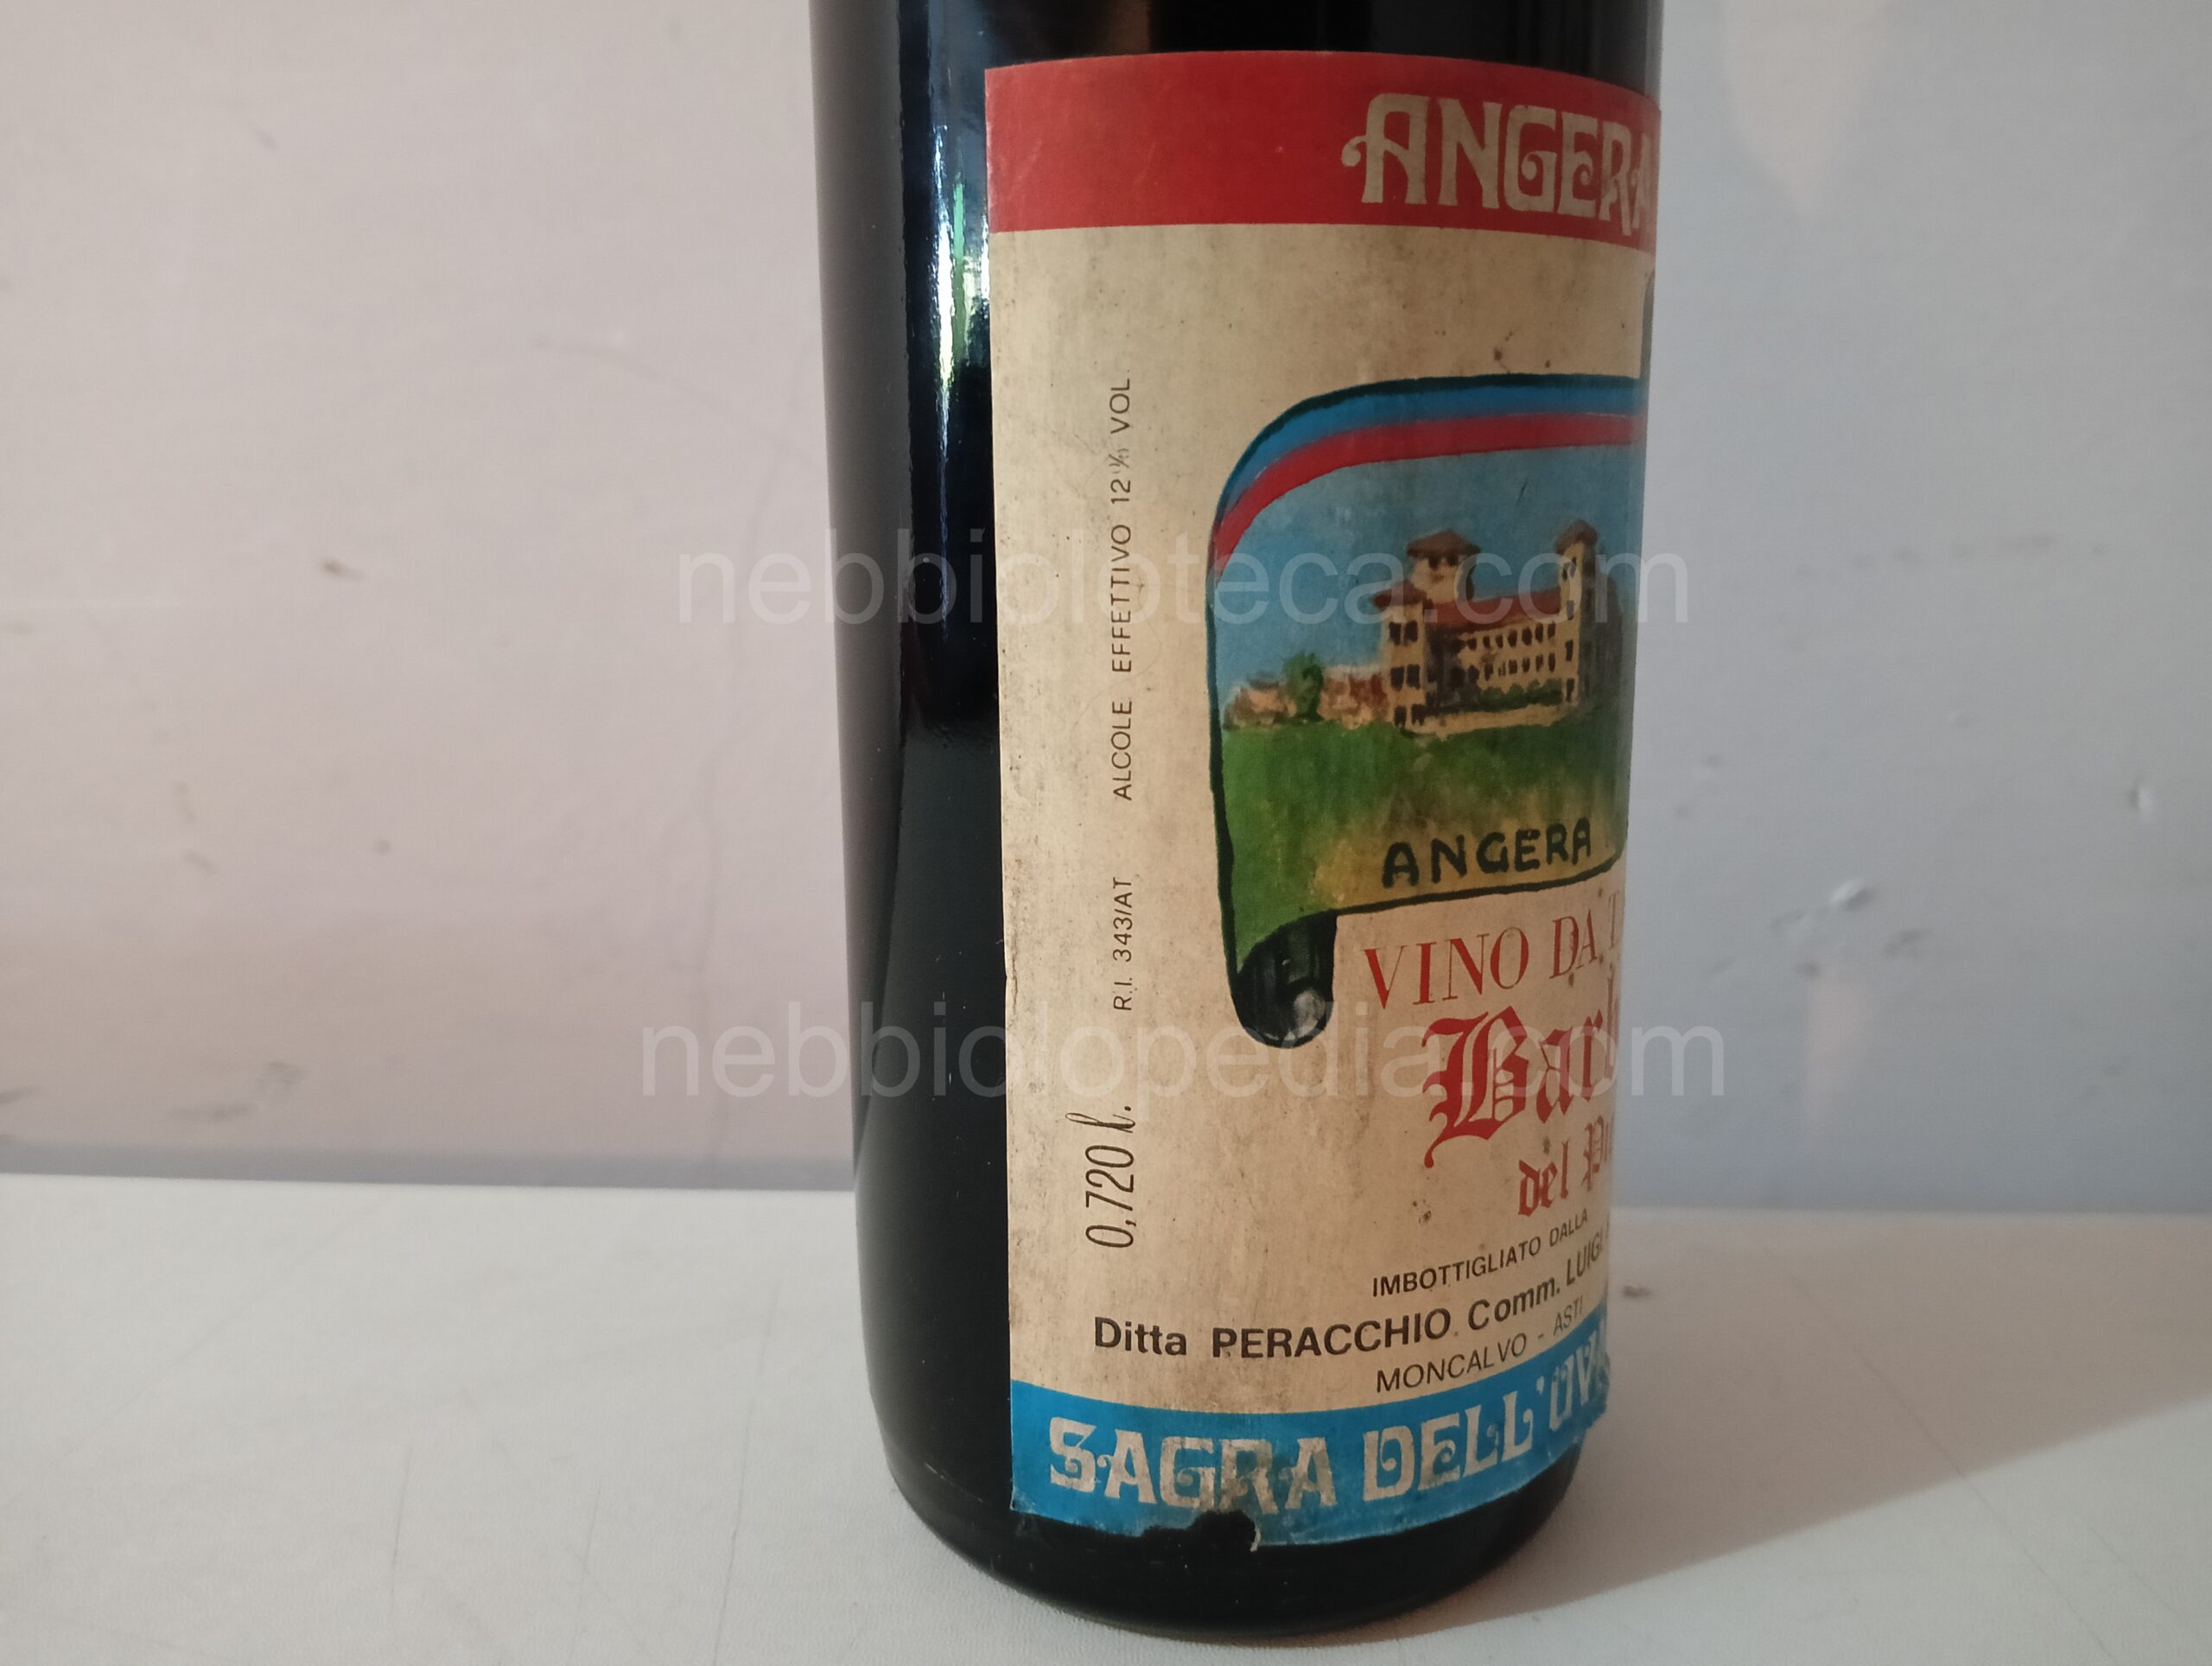 ANGERA
ANGERA
VINO DA
del
IMBOTTIGLIATO DALLA
Ditta PERACCHIO Comm. LUIGI
MONCALVO - ASTI
SAGRA DELL'UVA
0,720 l.
R.I. 343/AT ALCOLE EFFETTIVO 12% VOL
nebbioloteca.com
nebbiolopedia.com